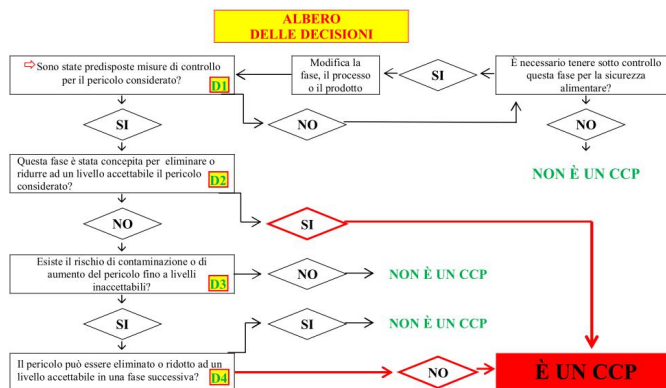 ALBERO
DELLE DECISIONI
⇨Sono state predisposte misure di controllo
per il pericolo considerato?
D1
Modifica la
fase, il processo
o il prodotto
SI
È necessario tenere sotto controllo
questa fase per la sicurezza
alimentare?
SI
NO
NO
NON È UN CCP
Questa fase è stata concepita per eliminare o
ridurre ad un livello accettabile il pericolo
considerato?
D2
NO
SI
Esiste il rischio di contaminazione o di
aumento del pericolo fino a livelli
inaccettabili?
D3
NO
NON È UN CCP
SI
SI
NON È UN CCP
Il pericolo può essere eliminato o ridotto ad un
livello accettabile in una fase successiva?
D4
NO
È UN CCP